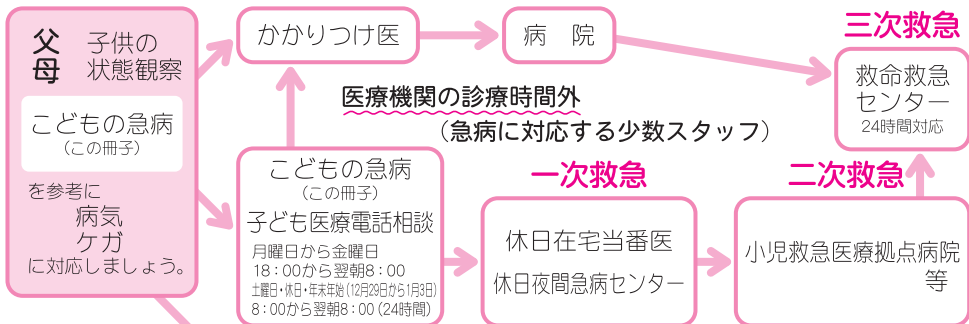 父 子供の
母 状態観察
こどもの急病
(この冊子)
を参考に
病気
ケガ
に対応しましょう。
かかりつけ医
病 院
三次救急
救命救急
センター
24時間対応
医療機関の診療時間外
(急病に対応する少数スタッフ)
こどもの急病
(この冊子)
子ども医療電話相談
月曜日から金曜日
18:00から翌朝8:00
土曜日・休日・年末年始(12月29日から1月3日)
8:00から翌朝8:00(24時間)
一次救急
休日在宅当番医
休日夜間急病センター
二次救急
小児救急医療拠点病院
等